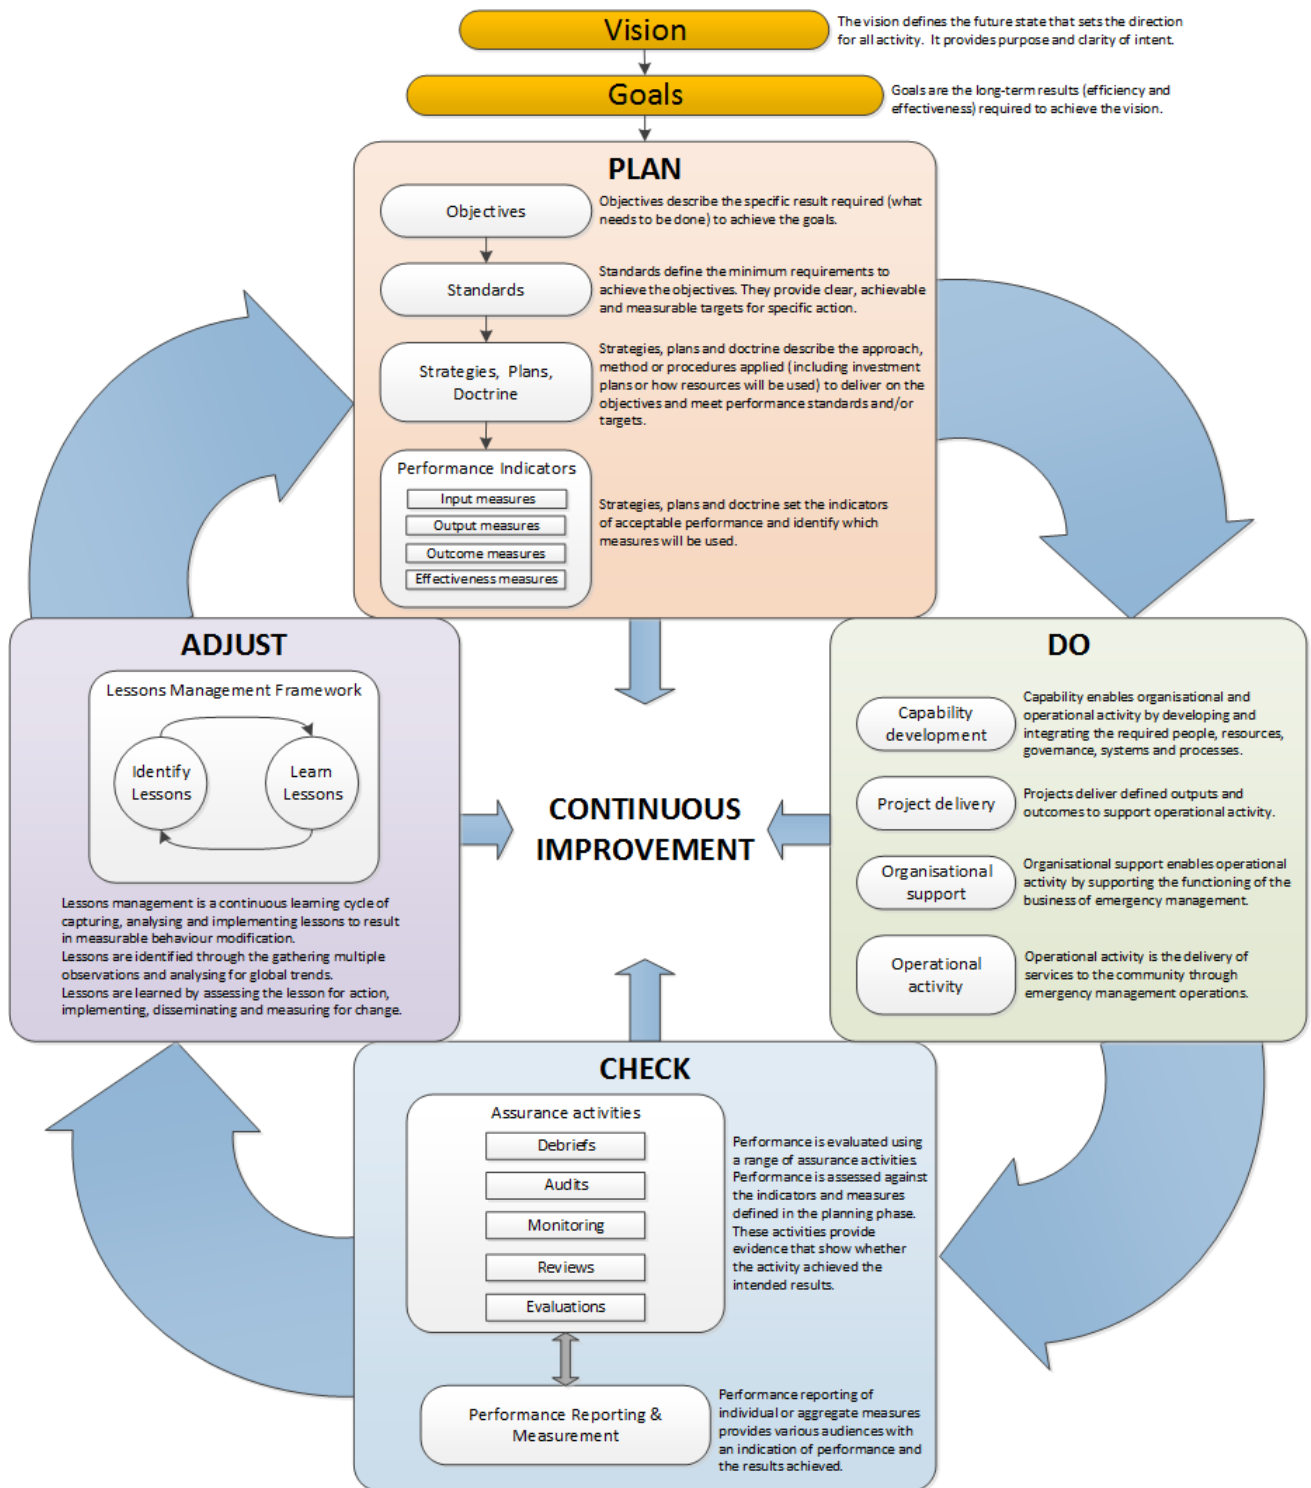 Vision
The vision defines the future state that sets the direction
for all activity. It provides purpose and clarity of intent.
Goals
Goals are the long-term results (efficiency and
effectiveness) required to achieve the vision.
PLAN
Objectives
Objectives describe the specific result required (what
needs to be done) to achieve the goals.
Standards
Standards define the minimum requirements to
achieve the objectives. They provide clear, achievable
and measurable targets for specific action.
Strategies, Plans,
Doctrine
Strategies, plans and doctrine describe the approach,
method or procedures applied (including investment
plans or how resources will be used) to deliver on the
objectives and meet performance standards and/or
targets.
Performance Indicators
Input measures
Output measures
Outcome measures
Effectiveness measures
Strategies, plans and doctrine set the indicators
of acceptable performance and identify which
measures will be used.
ADJUST
Lessons Management Framework
Identify
Lessons
Learn
Lessons
Lessons management is a continuous learning cycle of
capturing, analysing and implementing lessons to result
in measurable behaviour modification.
Lessons are identified through the gathering multiple
observations and analysing for global trends.
Lessons are learned by assessing the lesson for action,
implementing, disseminating and measuring for change.
CONTINUOUS
IMPROVEMENT
DO
Capability
development
Capability enables organisational and
operational activity by developing and
integrating the required people, resources,
governance, systems and processes.
Project delivery
Projects deliver defined outputs and
outcomes to support operational activity.
Organisational
support
Organisational support enables operational
activity by supporting the functioning of the
business of emergency management.
Operational
activity
Operational activity is the delivery of
services to the community through
emergency management operations.
CHECK
Assurance activities
Debriefs
Audits
Monitoring
Reviews
Evaluations
Performance is evaluated using
a range of assurance activities.
Performance is assessed against
the indicators and measures
defined in the planning phase.
These activities provide
evidence that show whether
the activity achieved the
intended results.
Performance Reporting &
Measurement
Performance reporting of
individual or aggregate measures
provides various audiences with
an indication of performance and
the results achieved.